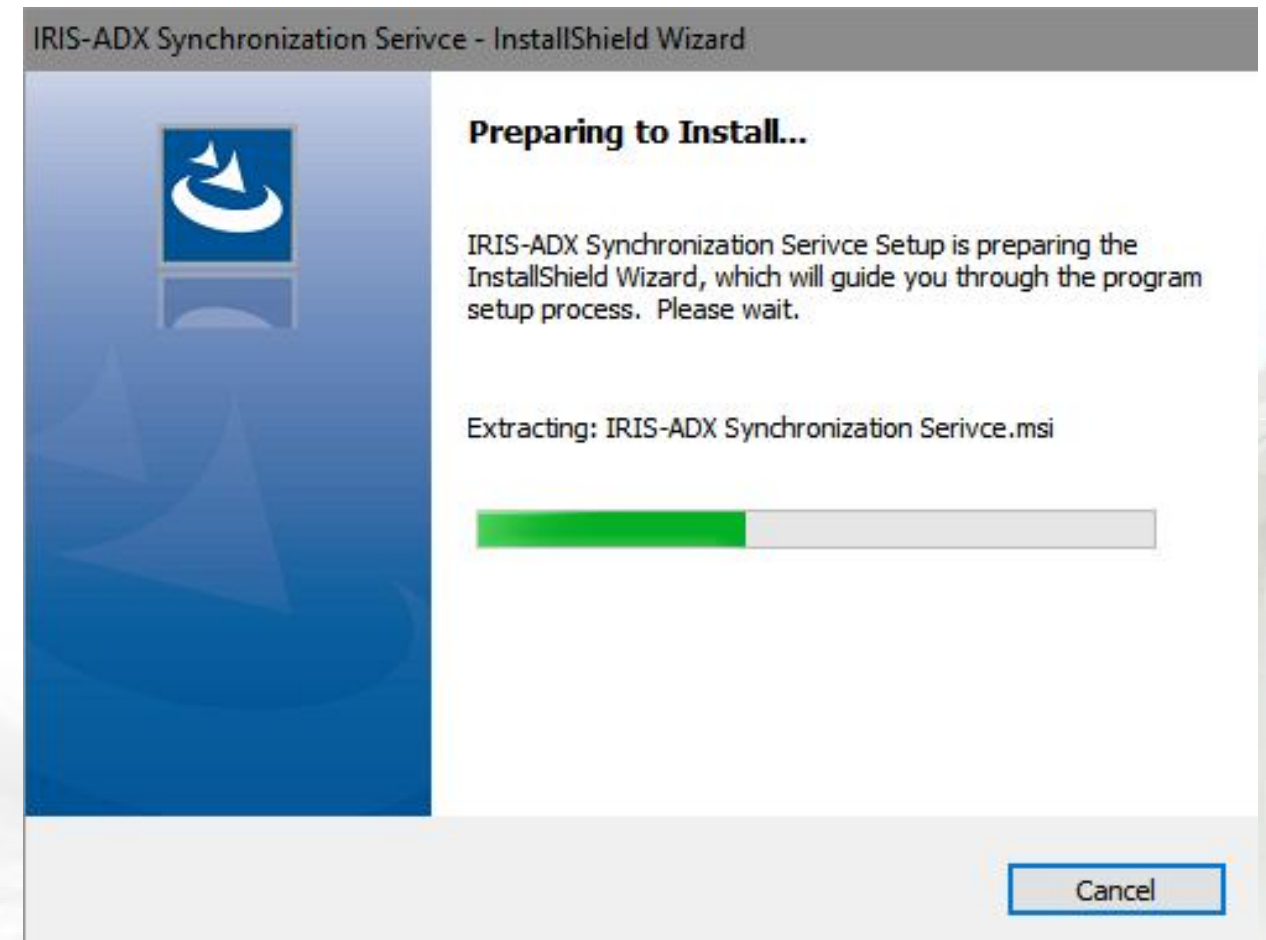 IRIS-ADX Synchronization Serivce - InstallShield Wizard
Preparing to Install...
IRIS-ADX Synchronization Serivce Setup is preparing the
InstallShield Wizard, which will guide you through the program
setup process.  Please wait.
Extracting: IRIS-ADX Synchronization Serivce.msi
Cancel